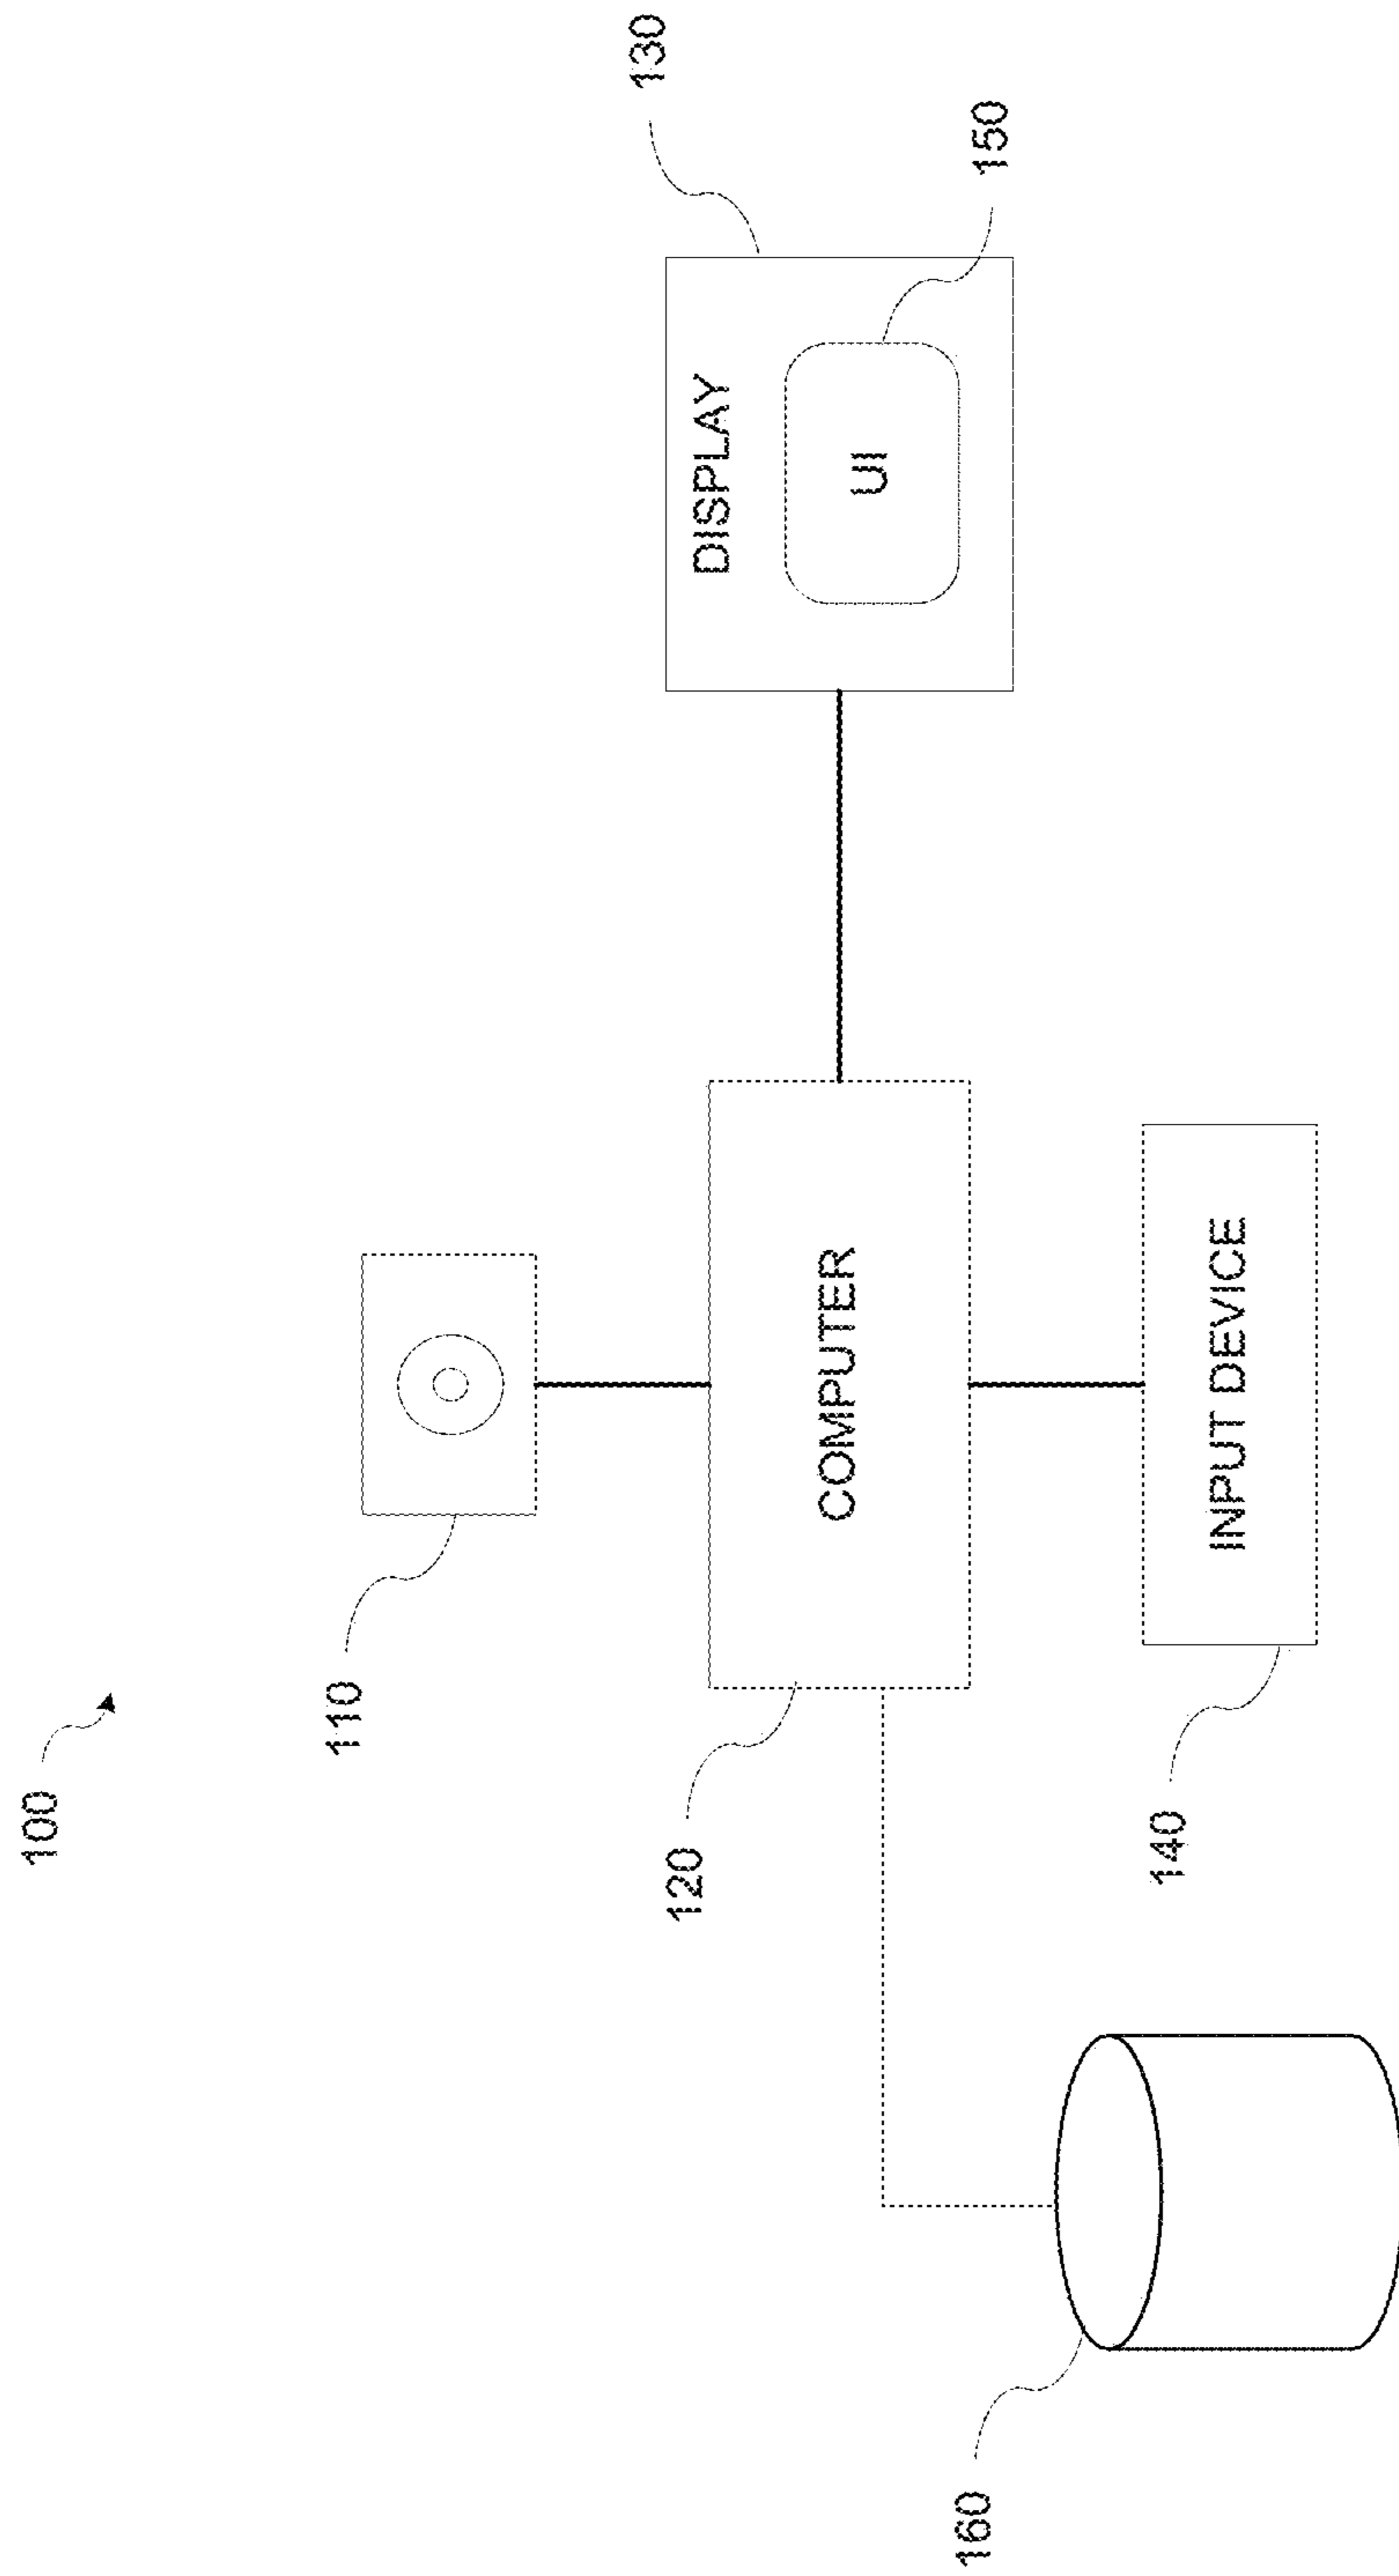 100
110
130
DISPLAY
UI
150
120
COMPUTER
140
INPUT DEVICE
160